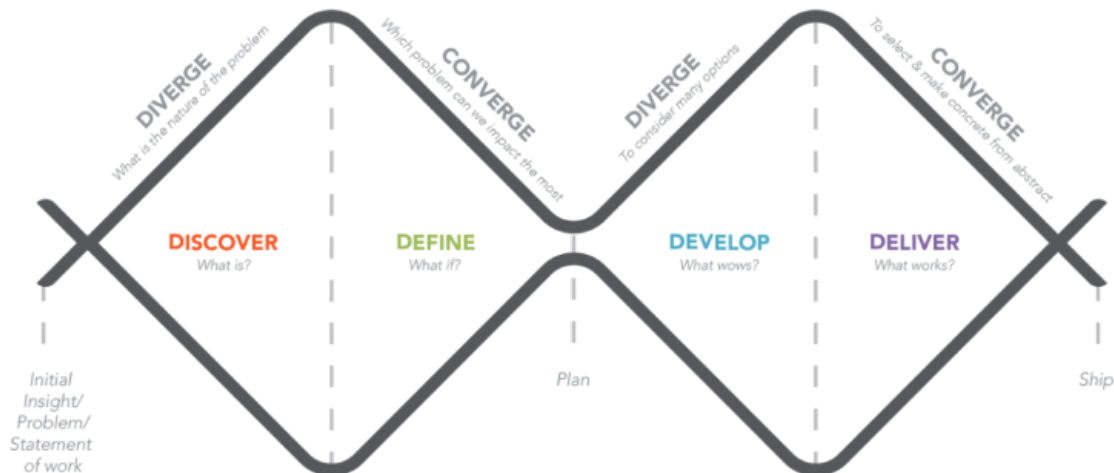 DIVERGE
What is the nature of the problem
CONVERGE
Which problem can we impact the most
DIVERGE
To consider many options
CONVERGE
To select & make concrete from abstract
DISCOVER
What is?
DEFINE
What if?
DEVELOP
What wows?
DELIVER
What works?
Initial
Insight/
Problem/
Statement
of work
Plan
Ship